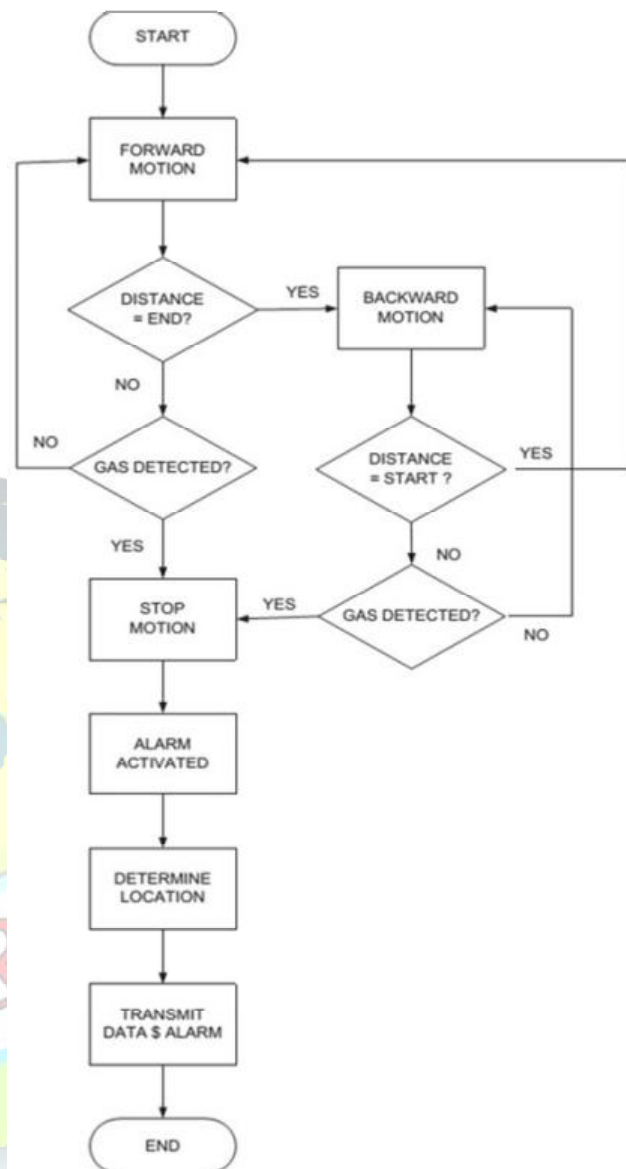 START
FORWARD
MOTION
DISTANCE
= END?
YES
BACKWARD
MOTION
NO
NO
GAS DETECTED?
DISTANCE
= START ?
YES
YES
NO
STOP
MOTION
YES
GAS DETECTED?
NO
ALARM
ACTIVATED
DETERMINE
LOCATION
TRANSMIT
DATA $ ALARM
END